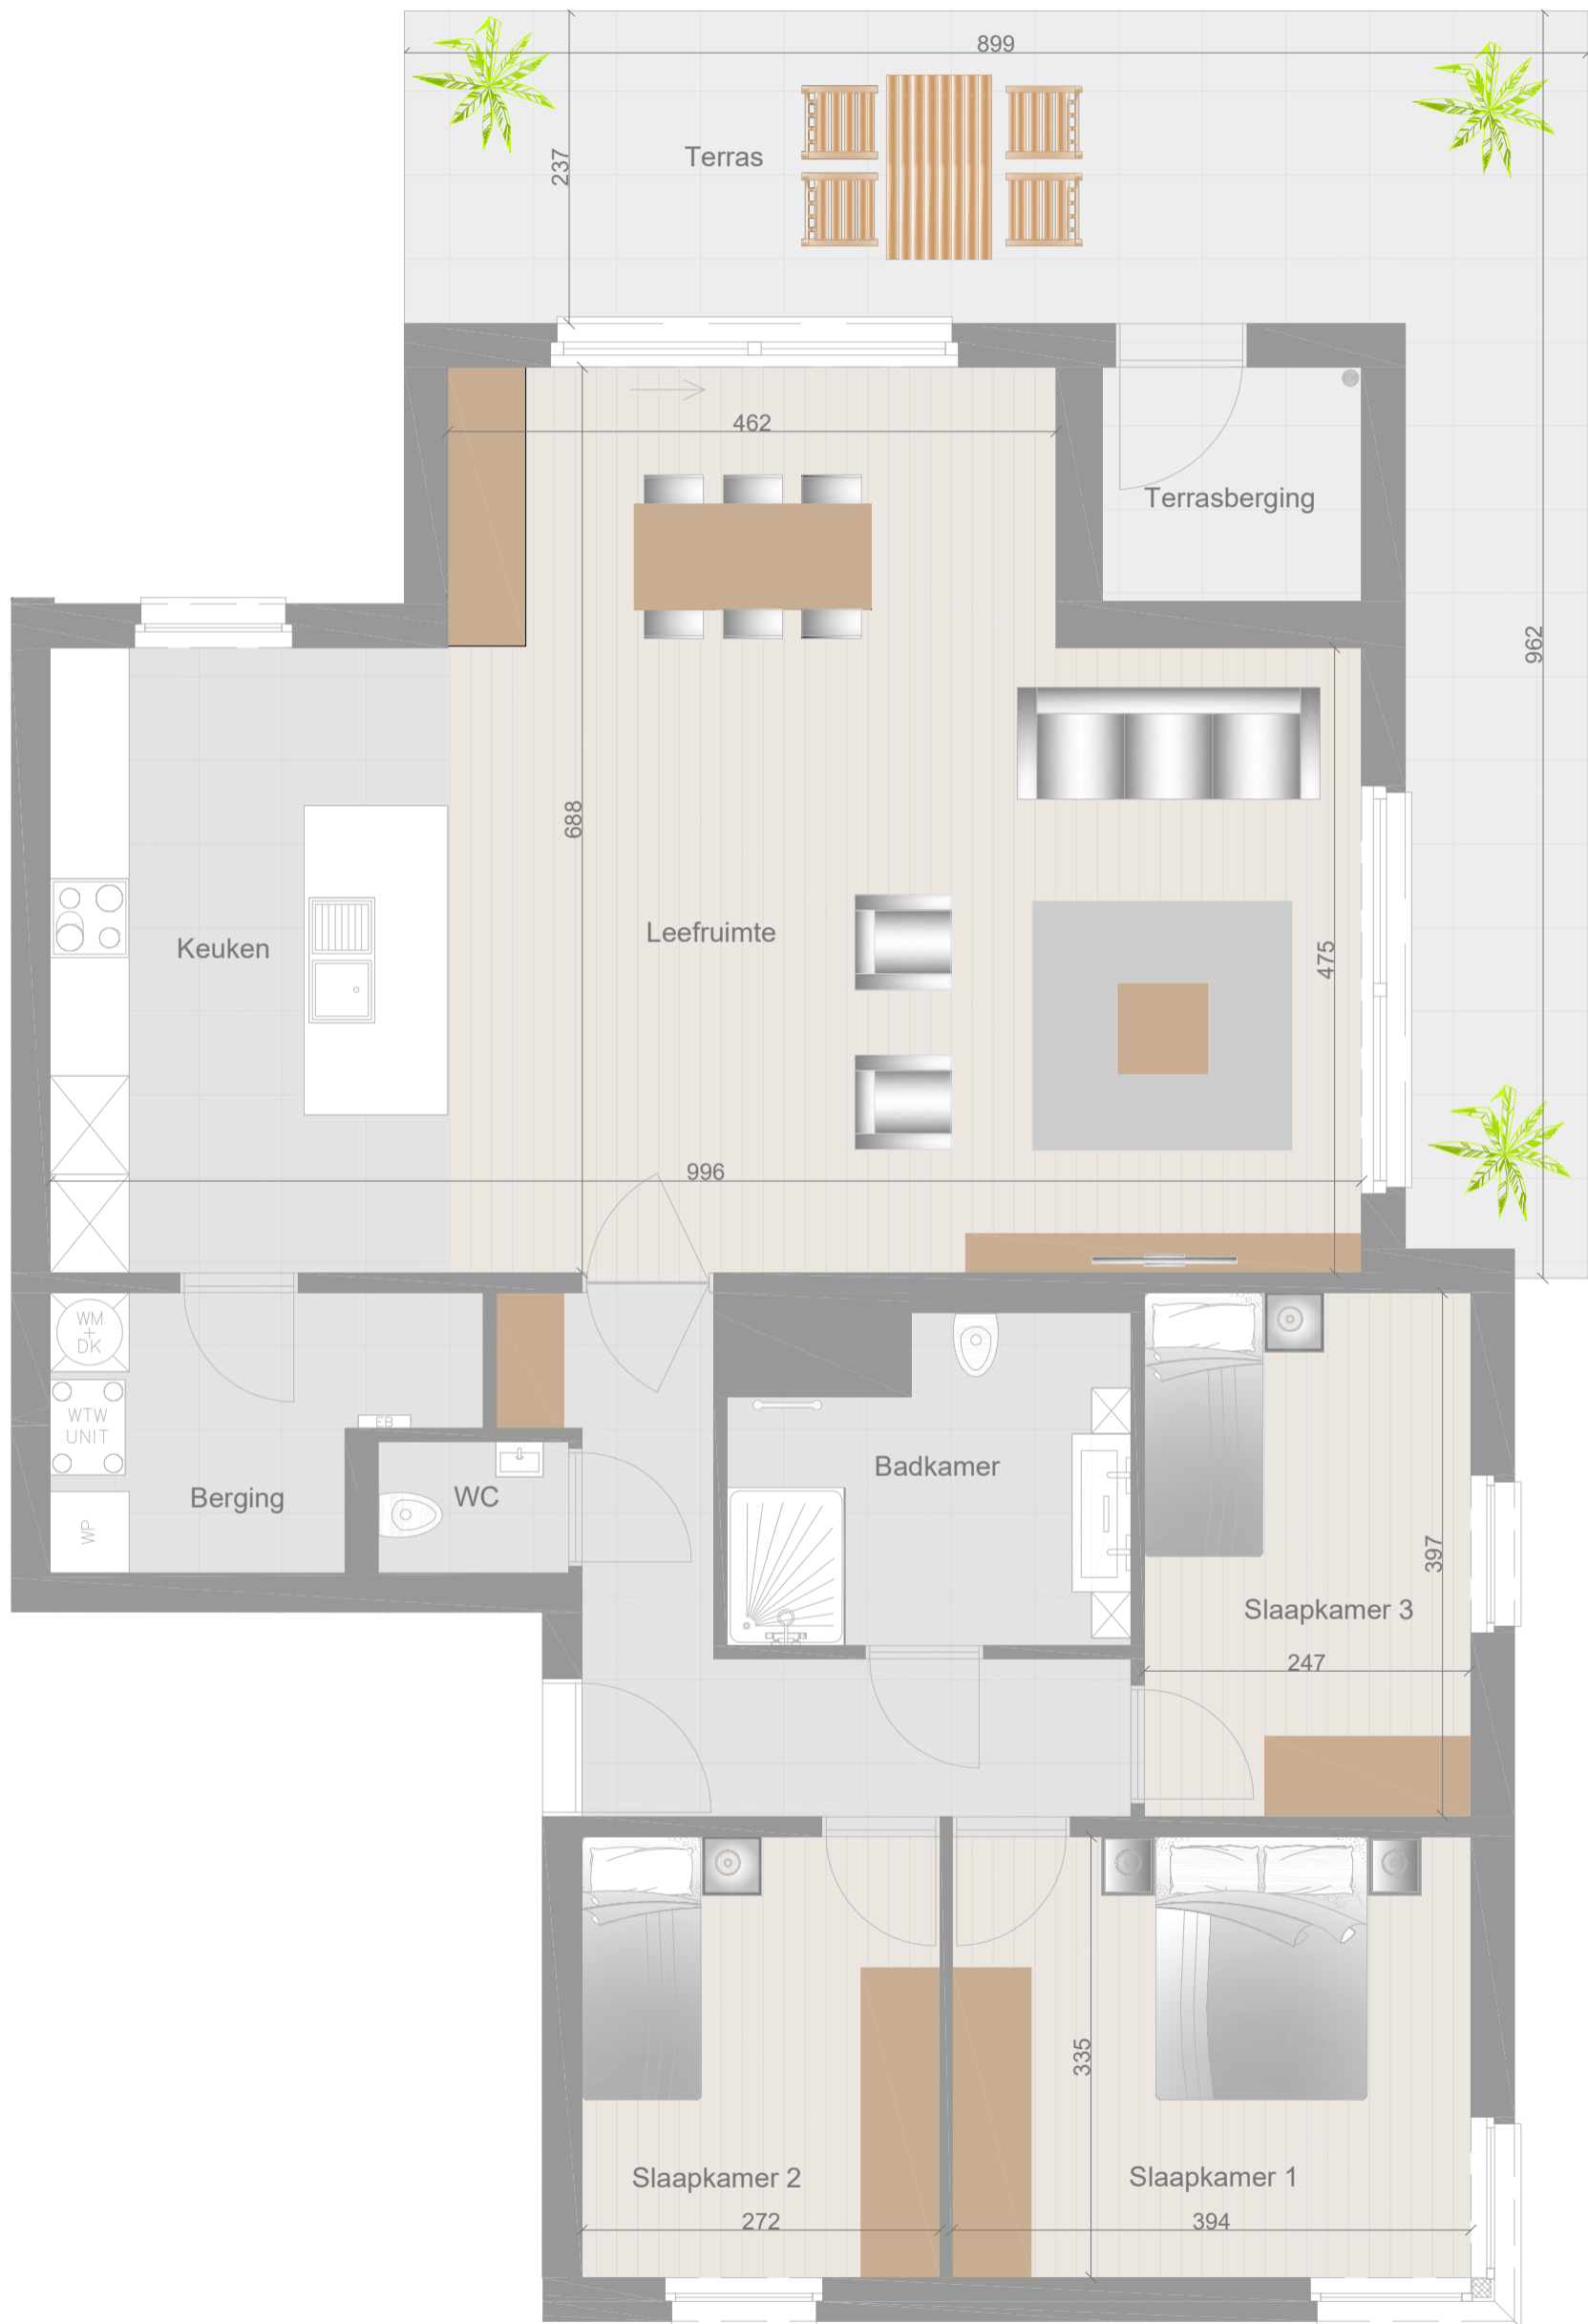 899
237
Terras
462
Terrasberging
962
688
Leefruimte
Keuken
475
996
WM
+
DK
WTW
UNIT
EB
Badkamer
WC
Berging
WP
397
Slaapkamer 3
247
335
Slaapkamer 2
Slaapkamer 1
272
394